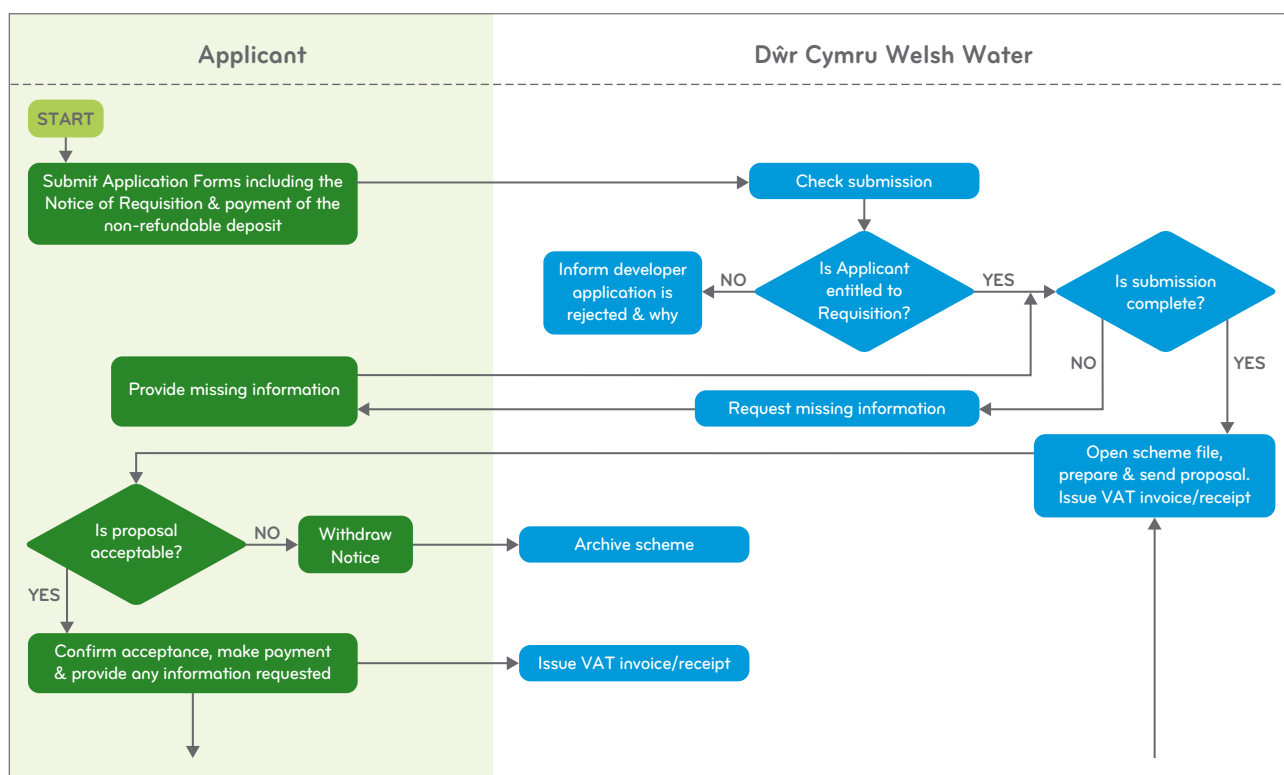 Applicant
Dŵr Cymru Welsh Water
START
Submit Application Forms including the
Notice of Requisition & payment of the
non-refundable deposit
Check submission
Inform developer
application is
rejected & why
NO
Is Applicant
entitled to
Requisition?
YES
Is submission
complete?
NO
YES
Provide missing information
Request missing information
Open scheme file,
prepare & send proposal.
Issue VAT invoice/receipt
Is proposal
acceptable?
NO
Withdraw
Notice
Archive scheme
YES
Confirm acceptance, make payment
& provide any information requested
Issue VAT invoice/receipt